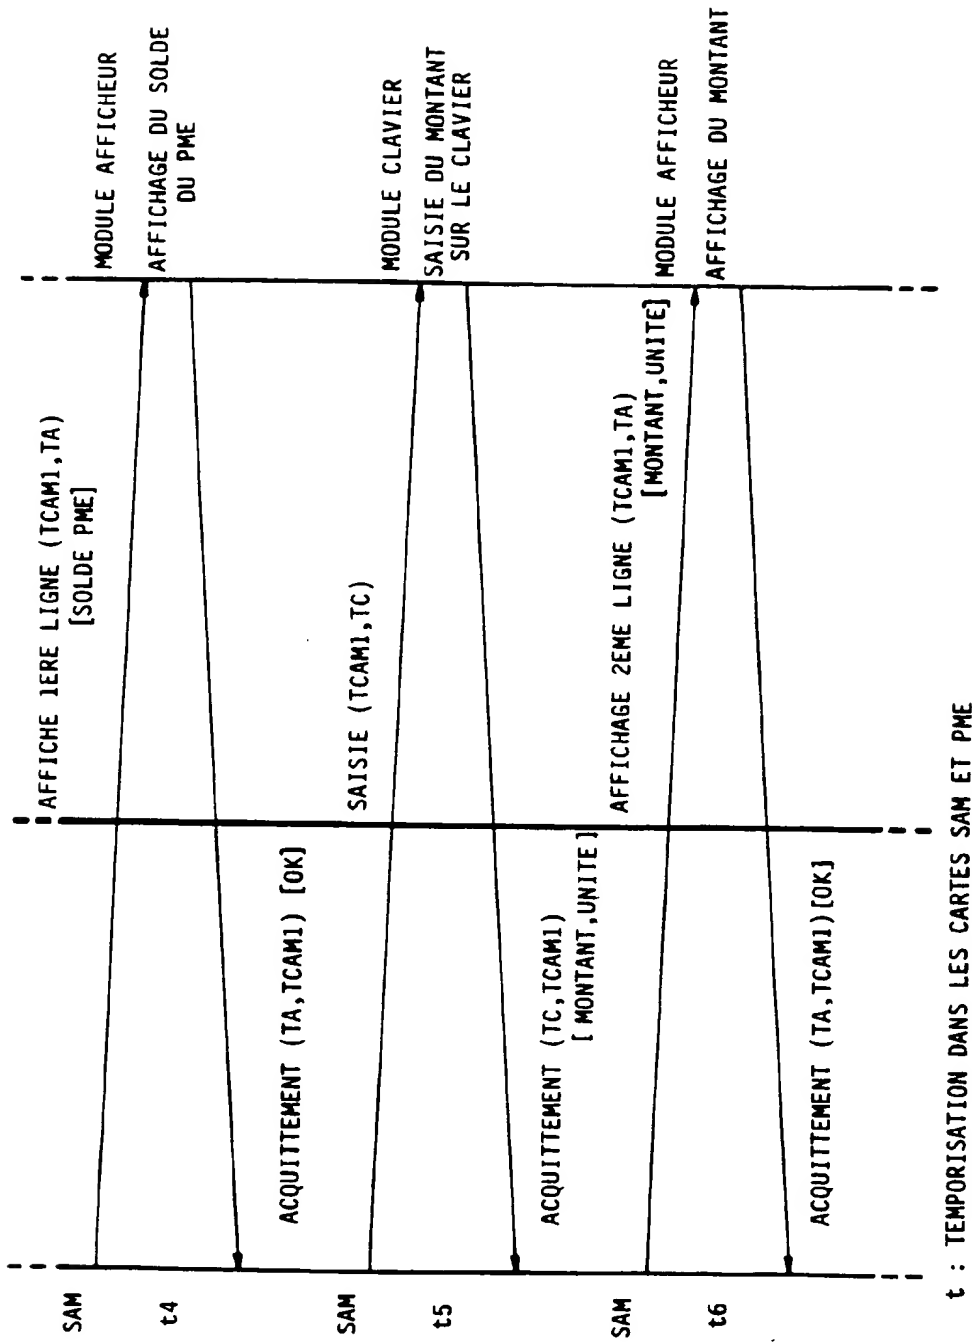 SAM
AFFICHE 1ERE LIGNE (TCAM1,TA)
[SOLDE PME]
MODULE AFFICHEUR
t4
AFFICHAGE DU SOLDE
DU PME
ACQUITTEMENT (TA,TCAM1) [OK]
SAM
SAISIE (TCAM1,TC)
MODULE CLAVIER
t5
SAISIE DU MONTANT
SUR LE CLAVIER
ACQUITTEMENT (TC,TCAM1)
[MONTANT,UNITE]
SAM
AFFICHAGE 2EME LIGNE (TCAM1,TA)
[MONTANT,UNITE]
MODULE AFFICHEUR
t6
AFFICHAGE DU MONTANT
ACQUITTEMENT (TA,TCAM1)[OK]
t : TEMPORISATION DANS LES CARTES SAM ET PME